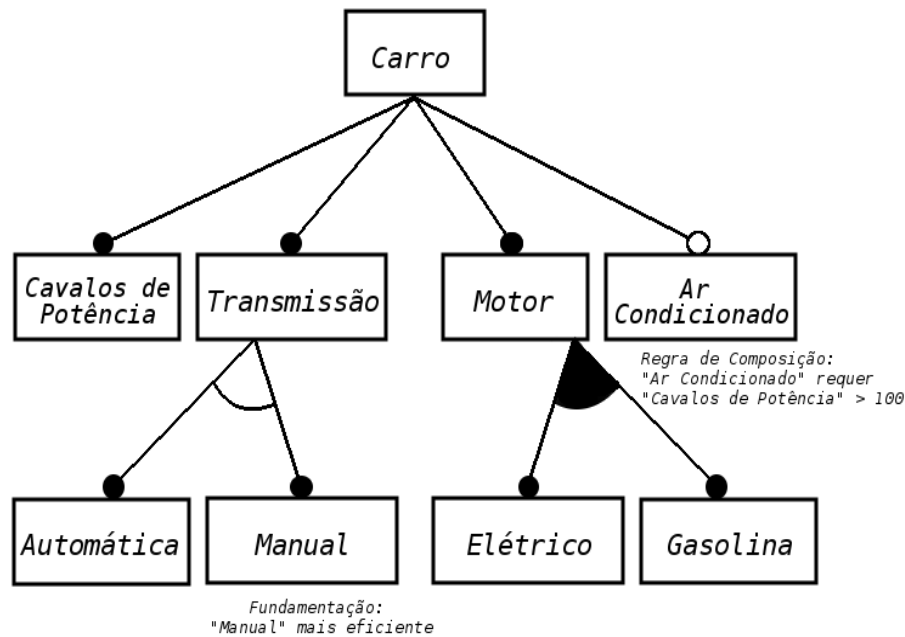 Carro
Cavalos de
Potência
Transmissão
Motor
Ar
Condicionado
Regra de Composição:
"Ar Condicionado" requer
"Cavalos de Potência" > 100
Automática
Manual
Elétrico
Gasolina
Fundamentação:
"Manual" mais eficiente